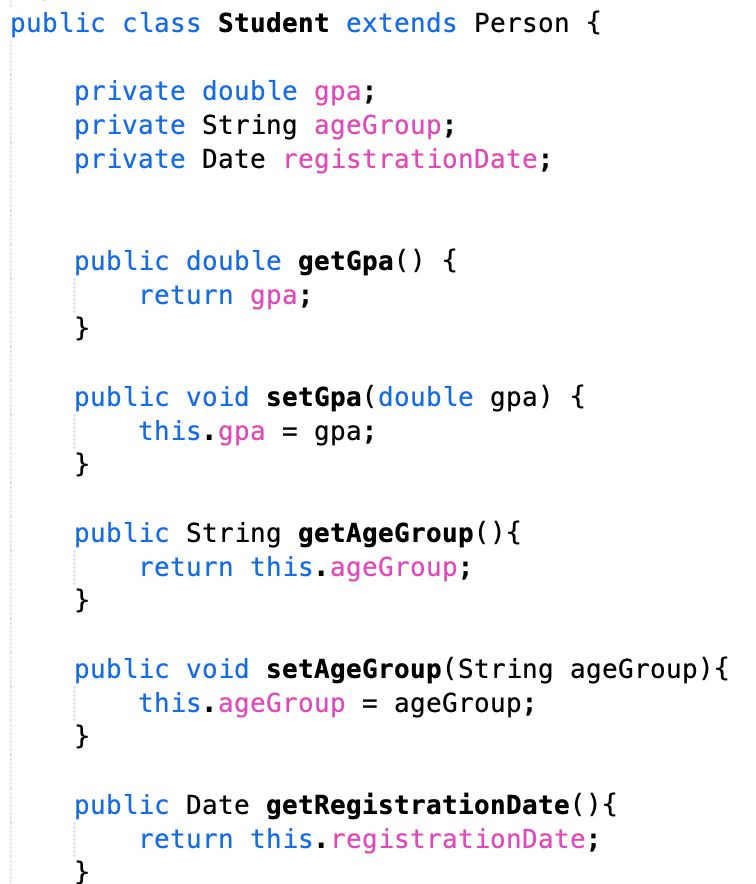 public class Student extends Person {
private double gpa;
private String ageGroup;
private Date registrationDate;
public double getGpa() {
return gpa;
}
public void setGpa(double gpa) {
this.gpa = gpa;
}
public String getAgeGroup(){
return this.ageGroup;
}
public void setAgeGroup(String ageGroup){
this.ageGroup = ageGroup;
}
public Date getRegistrationDate(){
return this.registrationDate;
}